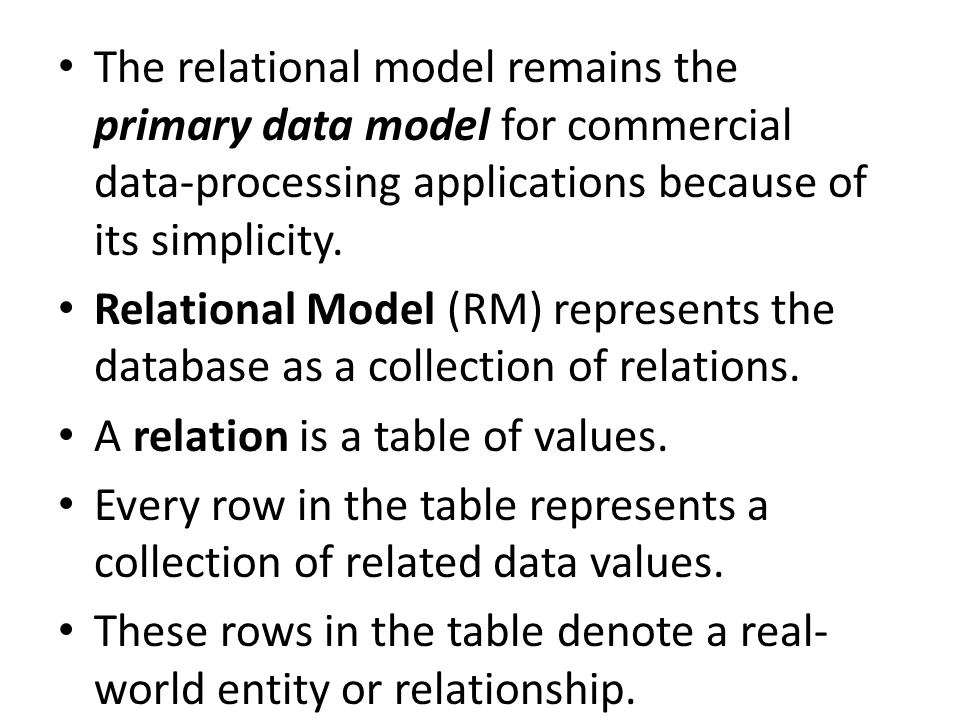 • The relational model remains the
primary data model for commercial
data-processing applications because of
its simplicity.
• Relational Model (RM) represents the
database as a collection of relations.
• A relation is a table of values.
• Every row in the table represents a
collection of related data values.
• These rows in the table denote a real-
world entity or relationship.